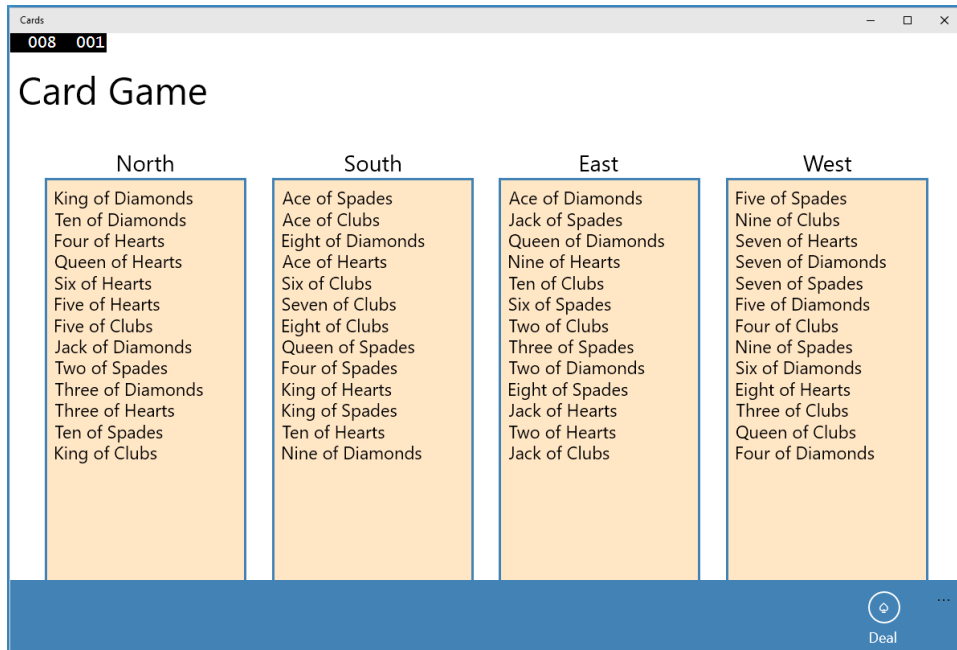 Cards
008 001
Card Game
North
King of Diamonds
Ten of Diamonds
Four of Hearts
Queen of Hearts
Six of Hearts
Five of Hearts
Five of Clubs
Jack of Diamonds
Two of Spades
Three of Diamonds
Three of Hearts
Ten of Spades
King of Clubs
South
Ace of Spades
Ace of Clubs
Eight of Diamonds
Ace of Hearts
Six of Clubs
Seven of Clubs
Eight of Clubs
Queen of Spades
Four of Spades
King of Hearts
King of Spades
Ten of Hearts
Nine of Diamonds
East
Ace of Diamonds
Jack of Spades
Queen of Diamonds
Nine of Hearts
Ten of Clubs
Six of Spades
Two of Clubs
Three of Spades
Two of Diamonds
Eight of Spades
Jack of Hearts
Two of Hearts
Jack of Clubs
West
Five of Spades
Nine of Clubs
Seven of Hearts
Seven of Diamonds
Seven of Spades
Five of Diamonds
Four of Clubs
Nine of Spades
Six of Diamonds
Eight of Hearts
Three of Clubs
Queen of Clubs
Four of Diamonds
...
Deal